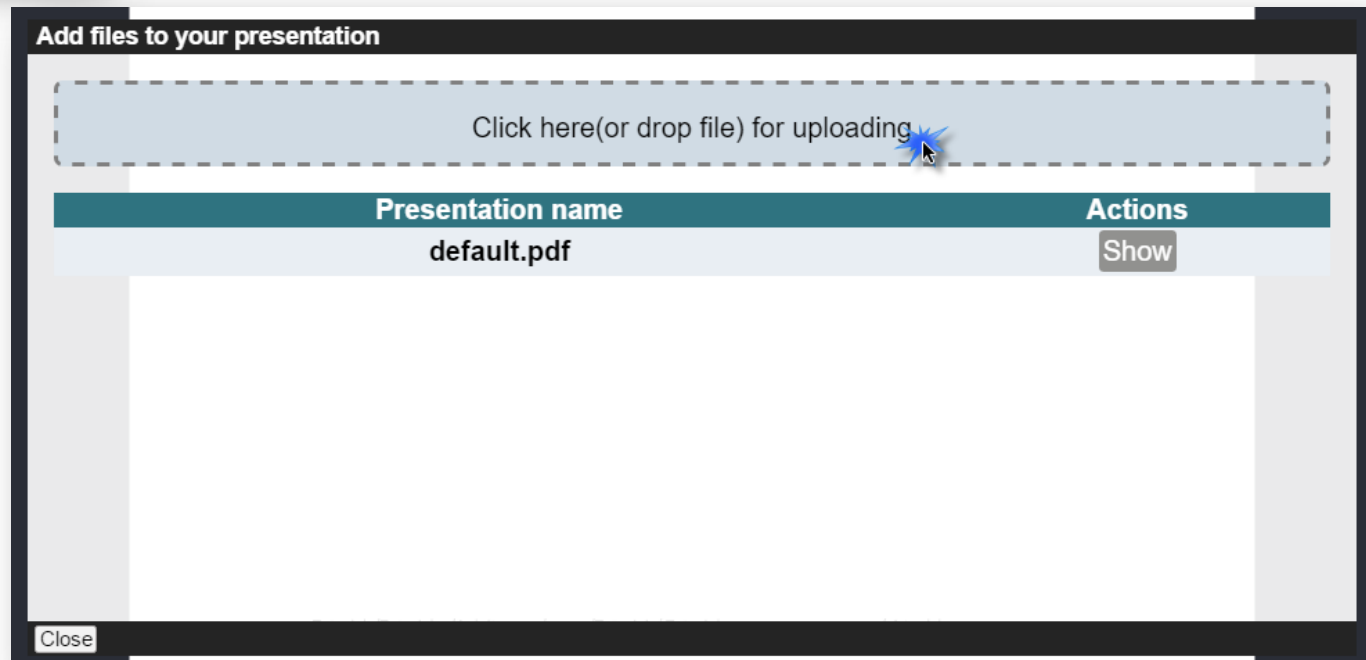 Add files to your presentation
Click here(or drop file) for uploading
Presentation name Actions
default.pdf Show
Close